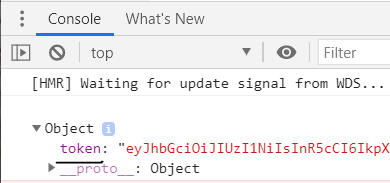 Console What's New
top Filter
[HMR] Waiting for update signal from WDS...
Object i
token: "eyJhbGciOiJIUzI1NiIsInR5cCI6IkpX
__proto__: Object